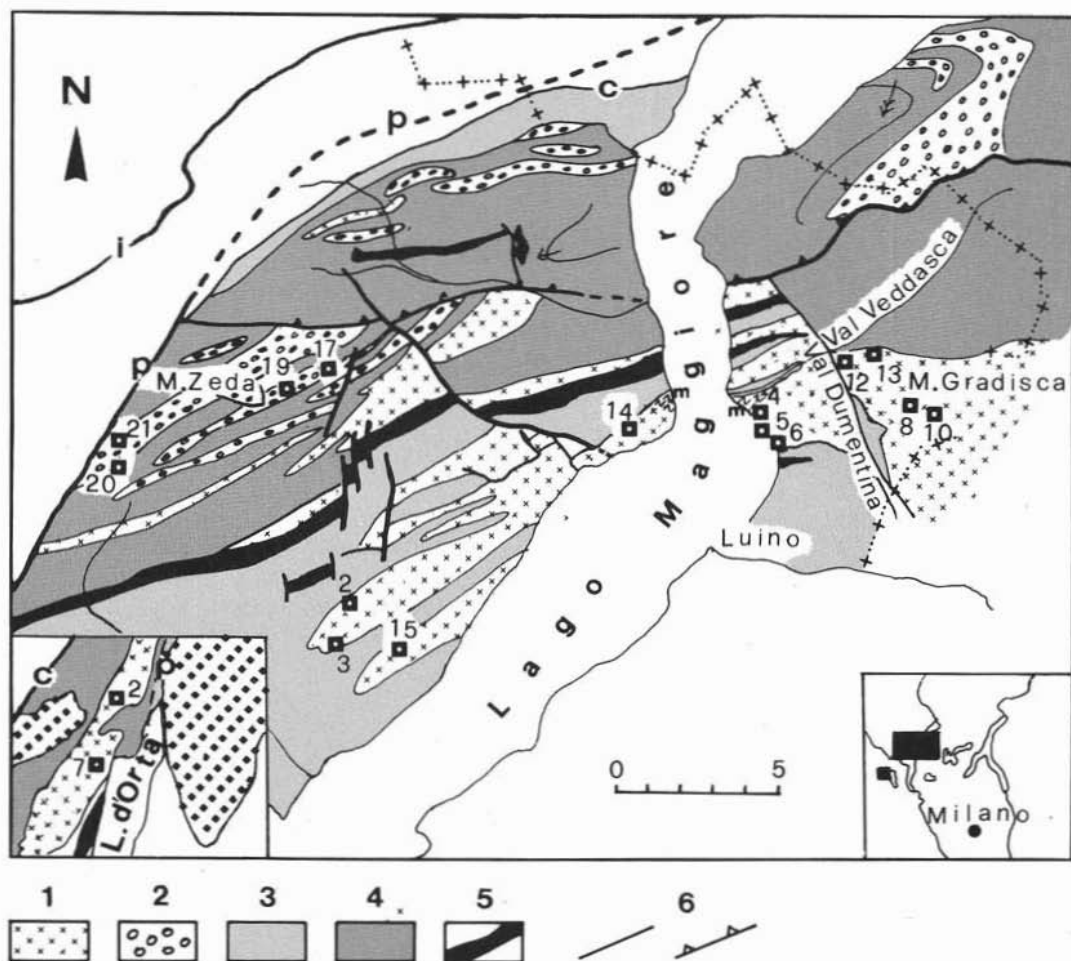 N
c
p
i
p
M. Zeda
19
17
21
20
14
m
m
4
5
6
12
13
8
10
M. Gradisca
Val Veddasca
Val Dumentina
Luino
Lago Maggiore
2
3
15
0 5
c
p
2
7
L. d'Orta
Milano
1 2 3 4 5 6